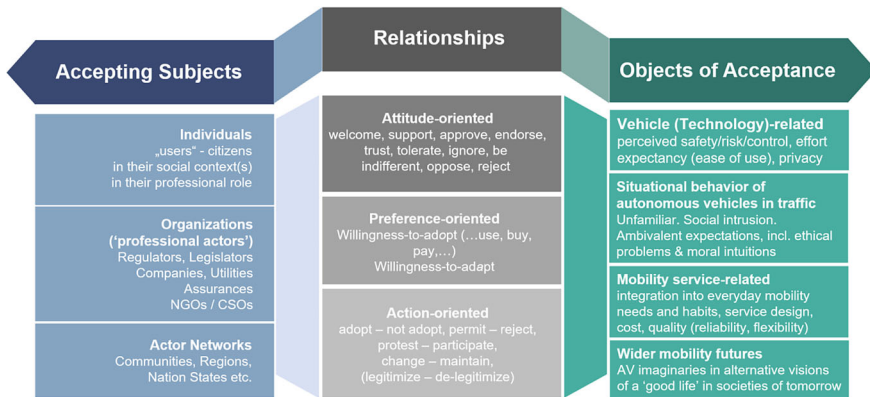 Accepting Subjects
Individuals
„users“ - citizens
in their social context(s)
in their professional role
Organizations
(‘professional actors’)
Regulators, Legislators
Companies, Utilities
Assurances
NGOs / CSOs
Actor Networks
Communities, Regions,
Nation States etc.
Relationships
Attitude-oriented
welcome, support, approve, endorse,
trust, tolerate, ignore, be
indifferent, oppose, reject
Preference-oriented
Willingness-to-adopt (…use, buy,
pay,…)
Willingness-to-adapt
Action-oriented
adopt – not adopt, permit – reject,
protest – participate,
change – maintain,
(legitimize – de-legitimize)
Objects of Acceptance
Vehicle (Technology)-related
perceived safety/risk/control, effort
expectancy (ease of use), privacy
Situational behavior of
autonomous vehicles in traffic
Unfamiliar. Social intrusion.
Ambivalent expectations, incl. ethical
problems & moral intuitions
Mobility service-related
integration into everyday mobility
needs and habits, service design,
cost, quality (reliability, flexibility)
Wider mobility futures
AV imaginaries in alternative visions
of a ‘good life’ in societies of tomorrow